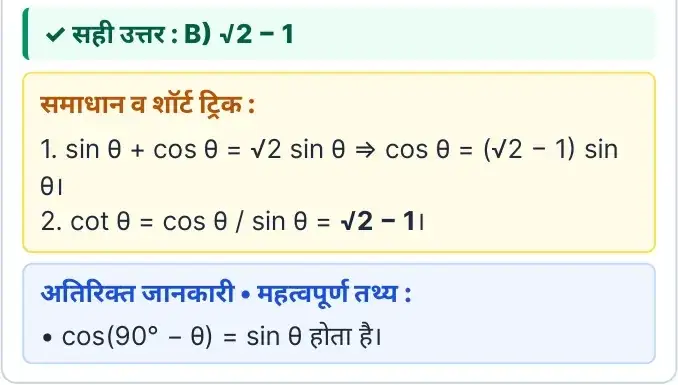 ✓ सही उत्तर : B) √2 − 1
समाधान व शॉर्ट ट्रिक :
1. sin θ + cos θ = √2 sin θ ⇒ cos θ = (√2 − 1) sin
θ।
2. cot θ = cos θ / sin θ = √2 − 1।
अतिरिक्त जानकारी • महत्वपूर्ण तथ्य :
• cos(90° − θ) = sin θ होता है।